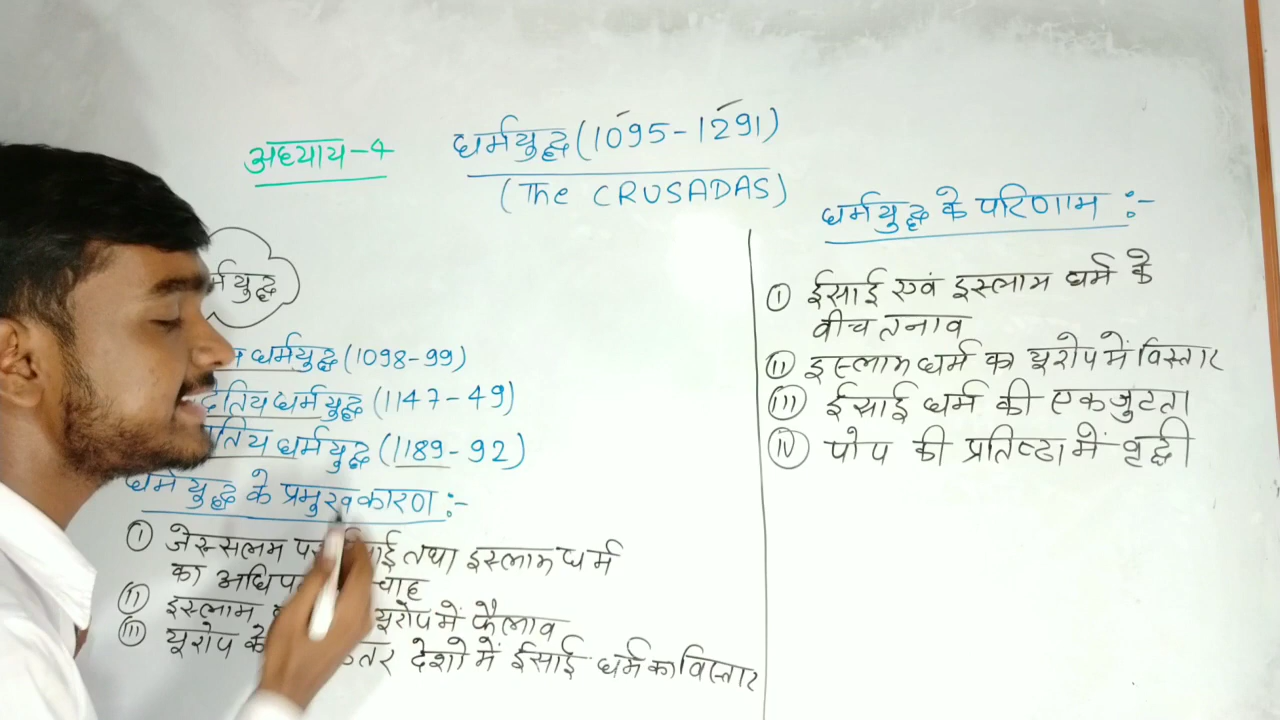 अध्याय-4
धर्मयुद्ध (1095-1291)
(The CRUSADAS)
युद्ध
धर्मयुद्ध (1098-99)
धर्मयुद्ध (1147-49)
धर्मयुद्ध (1189-92)
धर्म युद्ध के प्रमुख कारण :-
(I) जेरूसलम तथा इस्लाम धर्म
का चाह
(II) इस्लाम यूरोप में फैलाव
(III) यूरोप के देशो में ईसाई धर्म का विस्तार
धर्मयुद्ध के परिणाम :-
(I) ईसाई एवं इस्लाम धर्म के
बीच तनाव
(II) इस्लाम धर्म का यूरोप में विस्तार
(III) ईसाई धर्म की एकजुटता
(IV) पोप की प्रतिष्ठा में वृद्धी